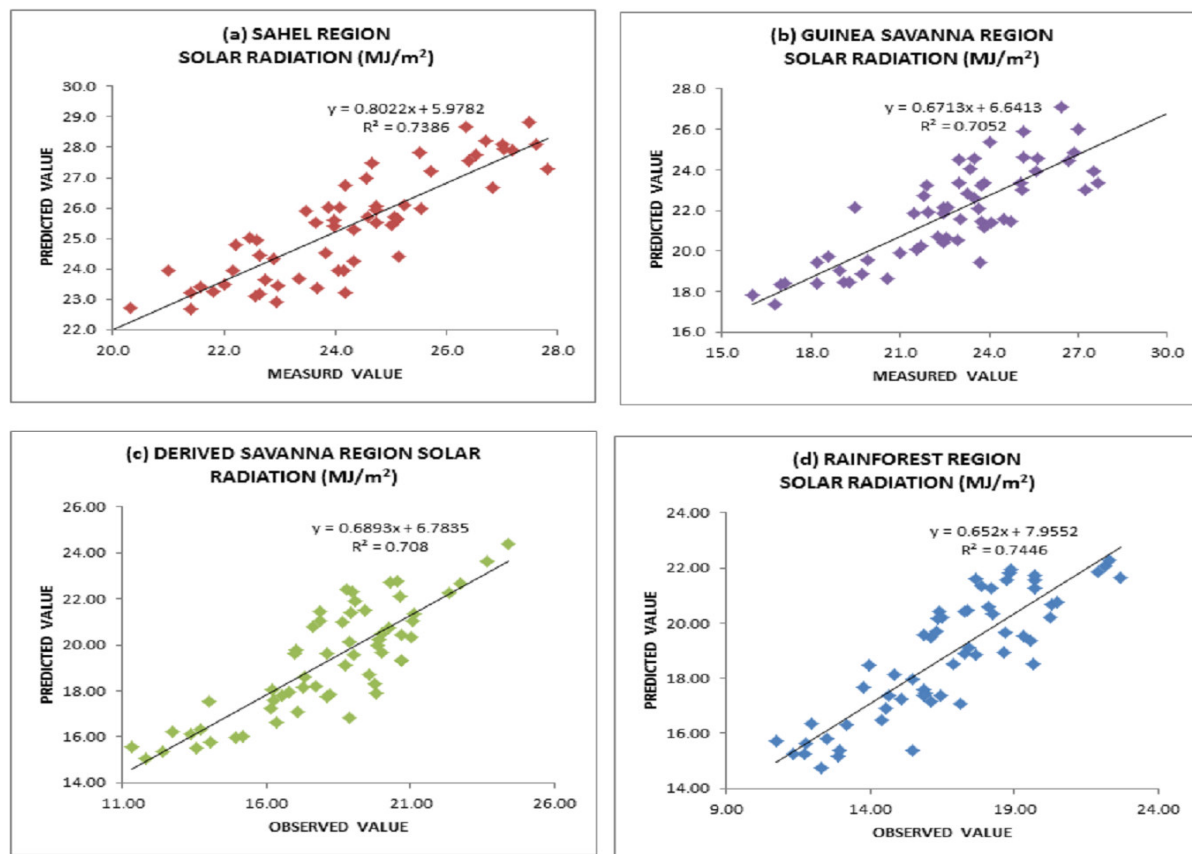 (a) SAHEL REGION
SOLAR RADIATION (MJ/m²)
y = 0.8022x + 5.9782
R² = 0.7386
PREDICTED VALUE
30.0
29.0
28.0
27.0
26.0
25.0
24.0
23.0
22.0
20.0 22.0 24.0 26.0 28.0
MEASURD VALUE
(b) GUINEA SAVANNA REGION
SOLAR RADIATION (MJ/m²)
y = 0.6713x + 6.6413
R² = 0.7052
PREDICTED VALUE
28.0
26.0
24.0
22.0
20.0
18.0
16.0
15.0 18.0 21.0 24.0 27.0 30.0
MEASURED VALUE
(c) DERIVED SAVANNA REGION SOLAR
RADIATION (MJ/m²)
y = 0.6893x + 6.7835
R² = 0.708
PREDICTED VALUE
26.00
24.00
22.00
20.00
18.00
16.00
14.00
11.00 16.00 21.00 26.00
OBSERVED VALUE
(d) RAINFOREST REGION
SOLAR RADIATION (MJ/m²)
y = 0.652x + 7.9552
R² = 0.7446
PREDICTED VALUE
24.00
22.00
20.00
18.00
16.00
14.00
9.00 14.00 19.00 24.00
OBSERVED VALUE